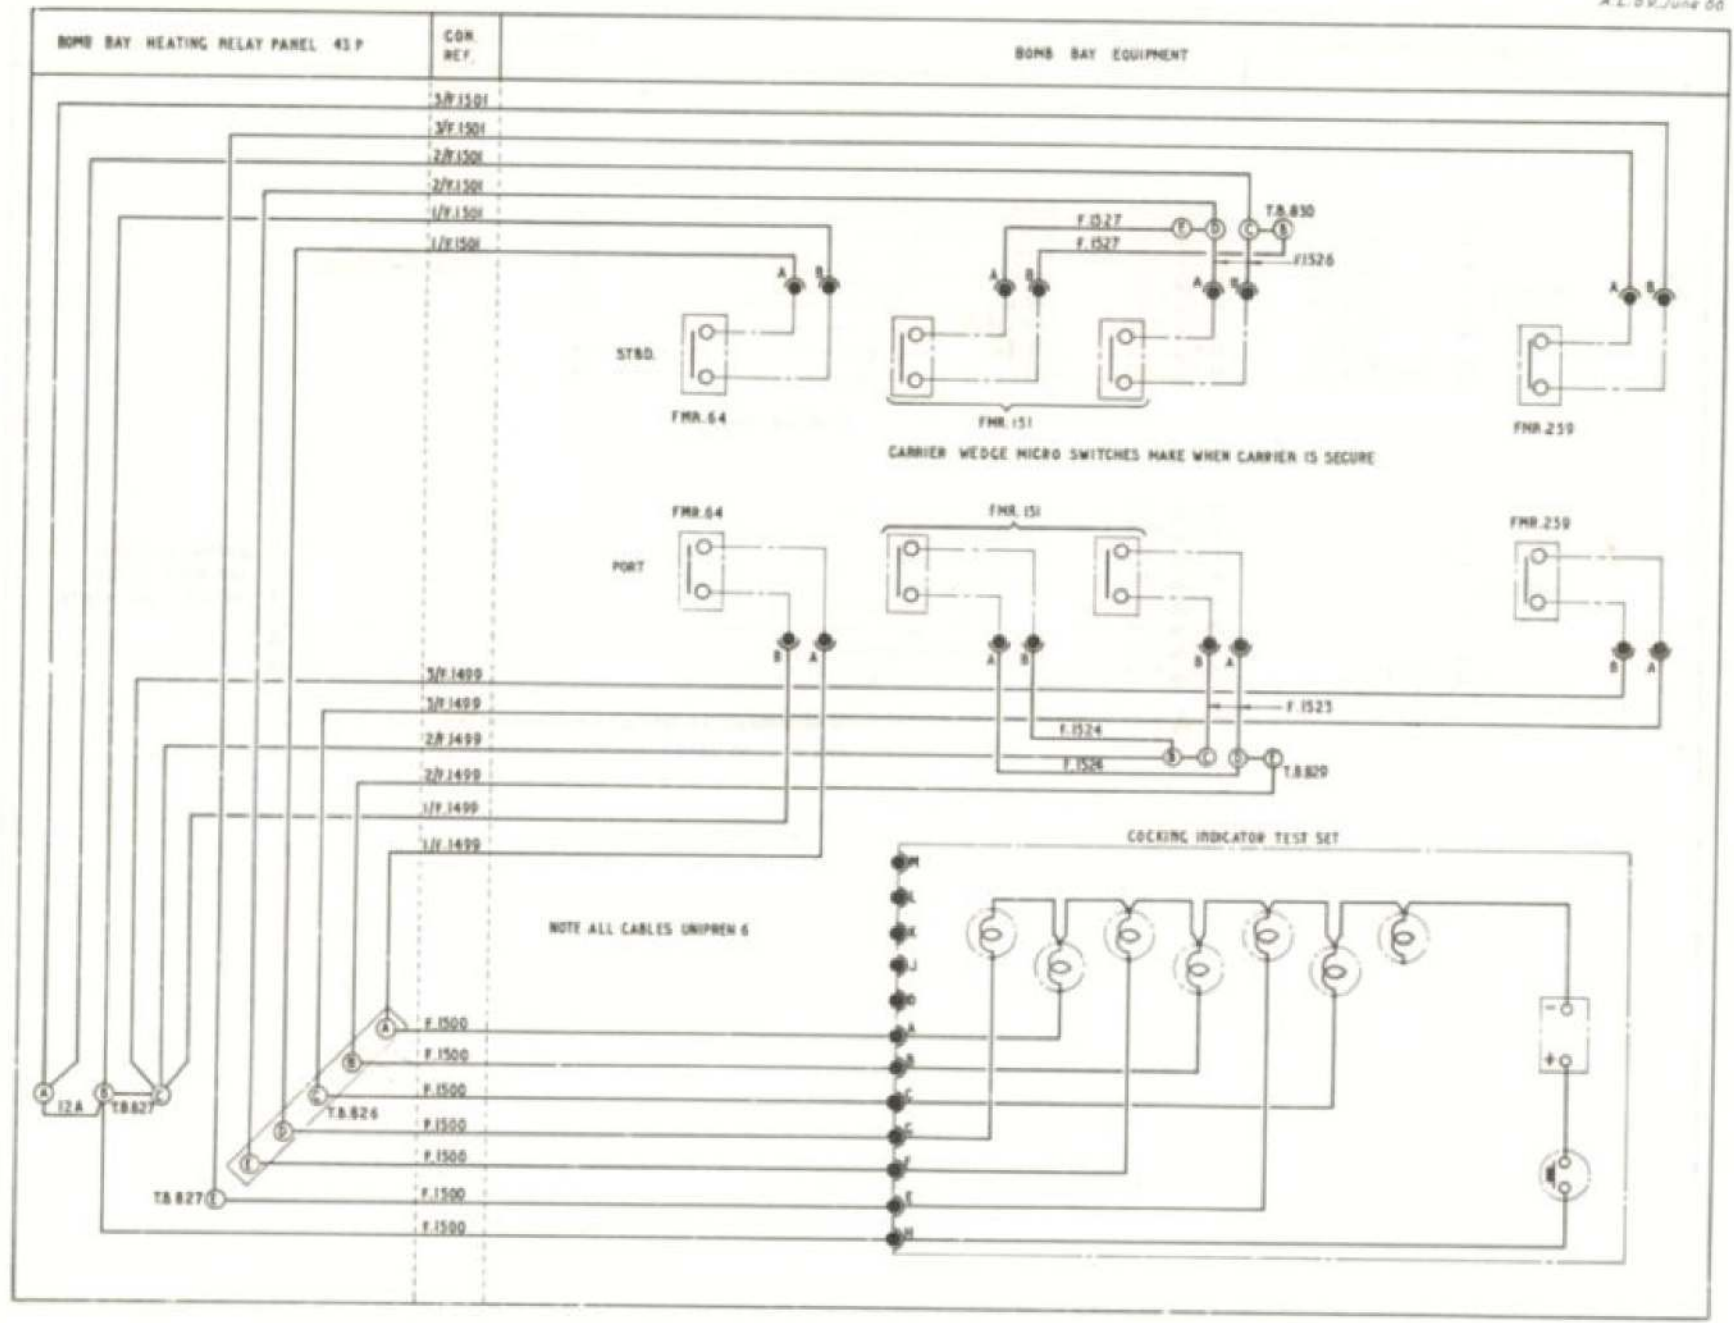 BOMB BAY HEATING RELAY PANEL 43P
CON.
REF.
BOMB BAY EQUIPMENT
3/F.1501
3/F.1501
2/F.1501
2/F.1501
1/F.1501
1/F.1501
T.B.830
F.1527
E D C B
F.1527
F.1526
A B
A B
A B
A B
STBD.
FMR.64
FMR.151
FMR.259
CARRIER WEDGE MICRO SWITCHES MAKE WHEN CARRIER IS SECURE
FMR.64
FMR.151
FMR.259
PORT
B A
A B
B A
B A
3/F.1499
3/F.1499
F.1523
2/F.1499
F.1524
B C D E
F.1524
T.B.829
2/F.1499
1/F.1499
1/F.1499
COCKING INDICATOR TEST SET
M
L
NOTE ALL CABLES UNIPREN 6
K
J
D
A
F.1500
A
B
F.1500
B
C
F.1500
C
T.B.826
D
F.1500
G
E
F.1500
F
A
12A
B
T.B.827
C
- 
+
T.B.827
E
F.1500
E
F.1500
H